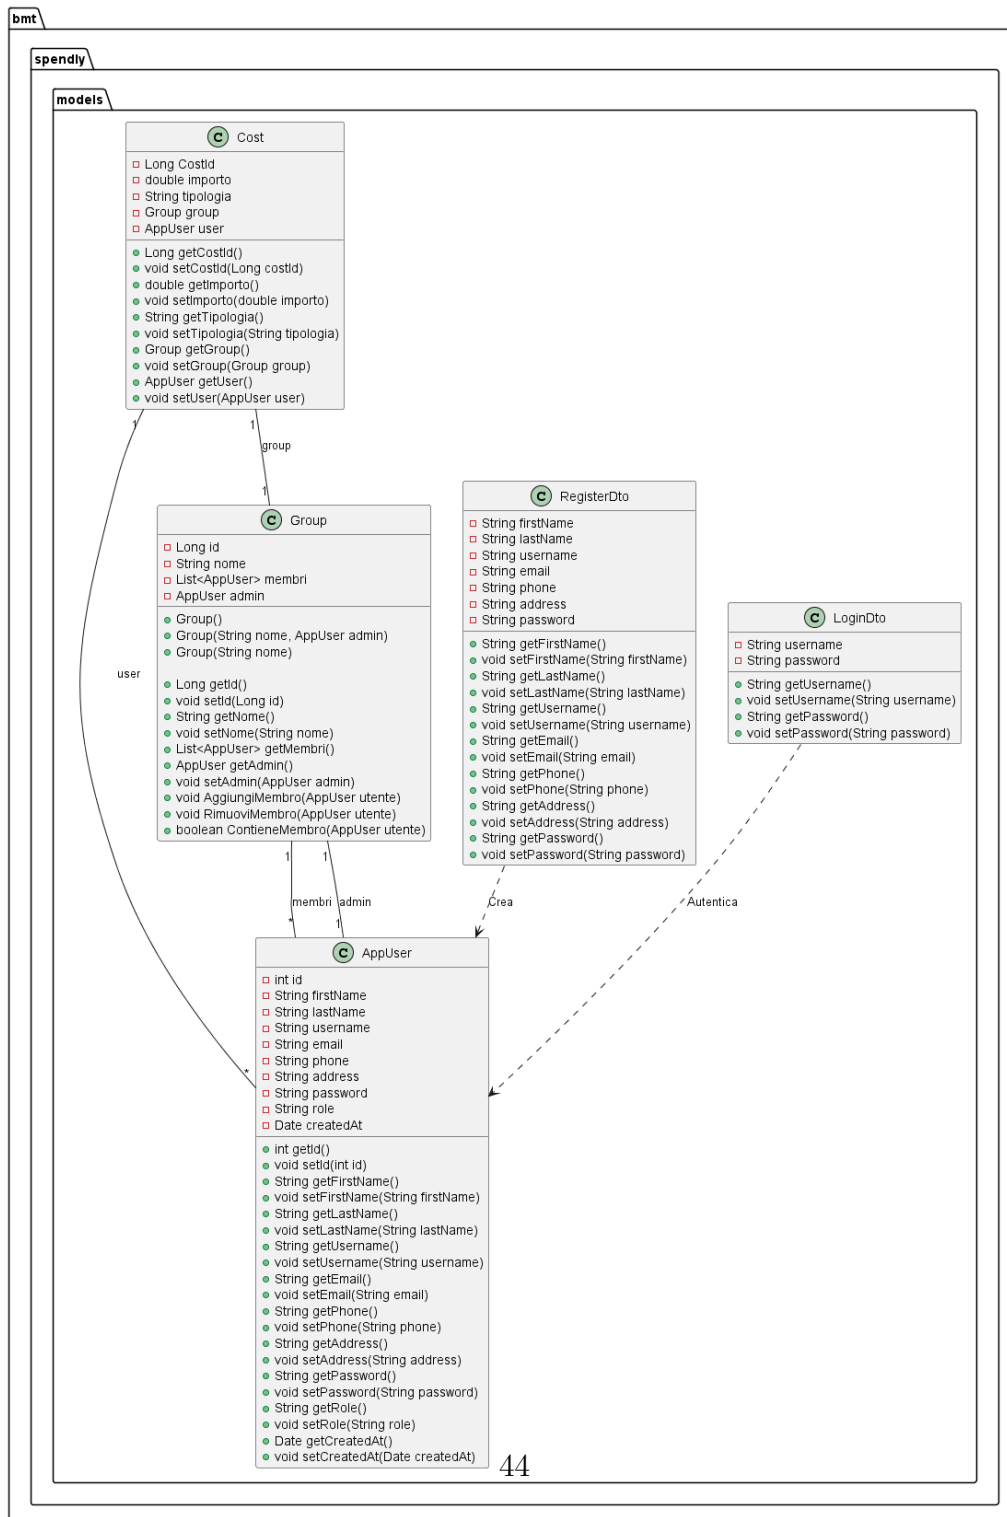 bmt
spendly
models
C Cost
Long CostId
double importo
String tipologia
Group group
AppUser user
Long getCostId()
void setCostId(Long costId)
double getImporto()
void setImporto(double importo)
String getTipologia()
void setTipologia(String tipologia)
Group getGroup()
void setGroup(Group group)
AppUser getUser()
void setUser(AppUser user)
1
1
group
1
user
C Group
Long id
String nome
List<AppUser> membri
AppUser admin
Group()
Group(String nome, AppUser admin)
Group(String nome)
Long getId()
void setId(Long id)
String getNome()
void setNome(String nome)
List<AppUser> getMembri()
AppUser getAdmin()
void setAdmin(AppUser admin)
void AggiungiMembro(AppUser utente)
void RimuoviMembro(AppUser utente)
boolean ContieneMembro(AppUser utente)
C RegisterDto
String firstName
String lastName
String username
String email
String phone
String address
String password
String getFirstName()
void setFirstName(String firstName)
String getLastName()
void setLastName(String lastName)
String getUsername()
void setUsername(String username)
String getEmail()
void setEmail(String email)
String getPhone()
void setPhone(String phone)
String getAddress()
void setAddress(String address)
String getPassword()
void setPassword(String password)
C LoginDto
String username
String password
String getUsername()
void setUsername(String username)
String getPassword()
void setPassword(String password)
1
1
membri
admin
*
1
Crea
Autentica
*
C AppUser
int id
String firstName
String lastName
String username
String email
String phone
String address
String password
String role
Date createdAt
int getId()
void setId(int id)
String getFirstName()
void setFirstName(String firstName)
String getLastName()
void setLastName(String lastName)
String getUsername()
void setUsername(String username)
String getEmail()
void setEmail(String email)
String getPhone()
void setPhone(String phone)
String getAddress()
void setAddress(String address)
String getPassword()
void setPassword(String password)
String getRole()
void setRole(String role)
Date getCreatedAt()
void setCreatedAt(Date createdAt)
44